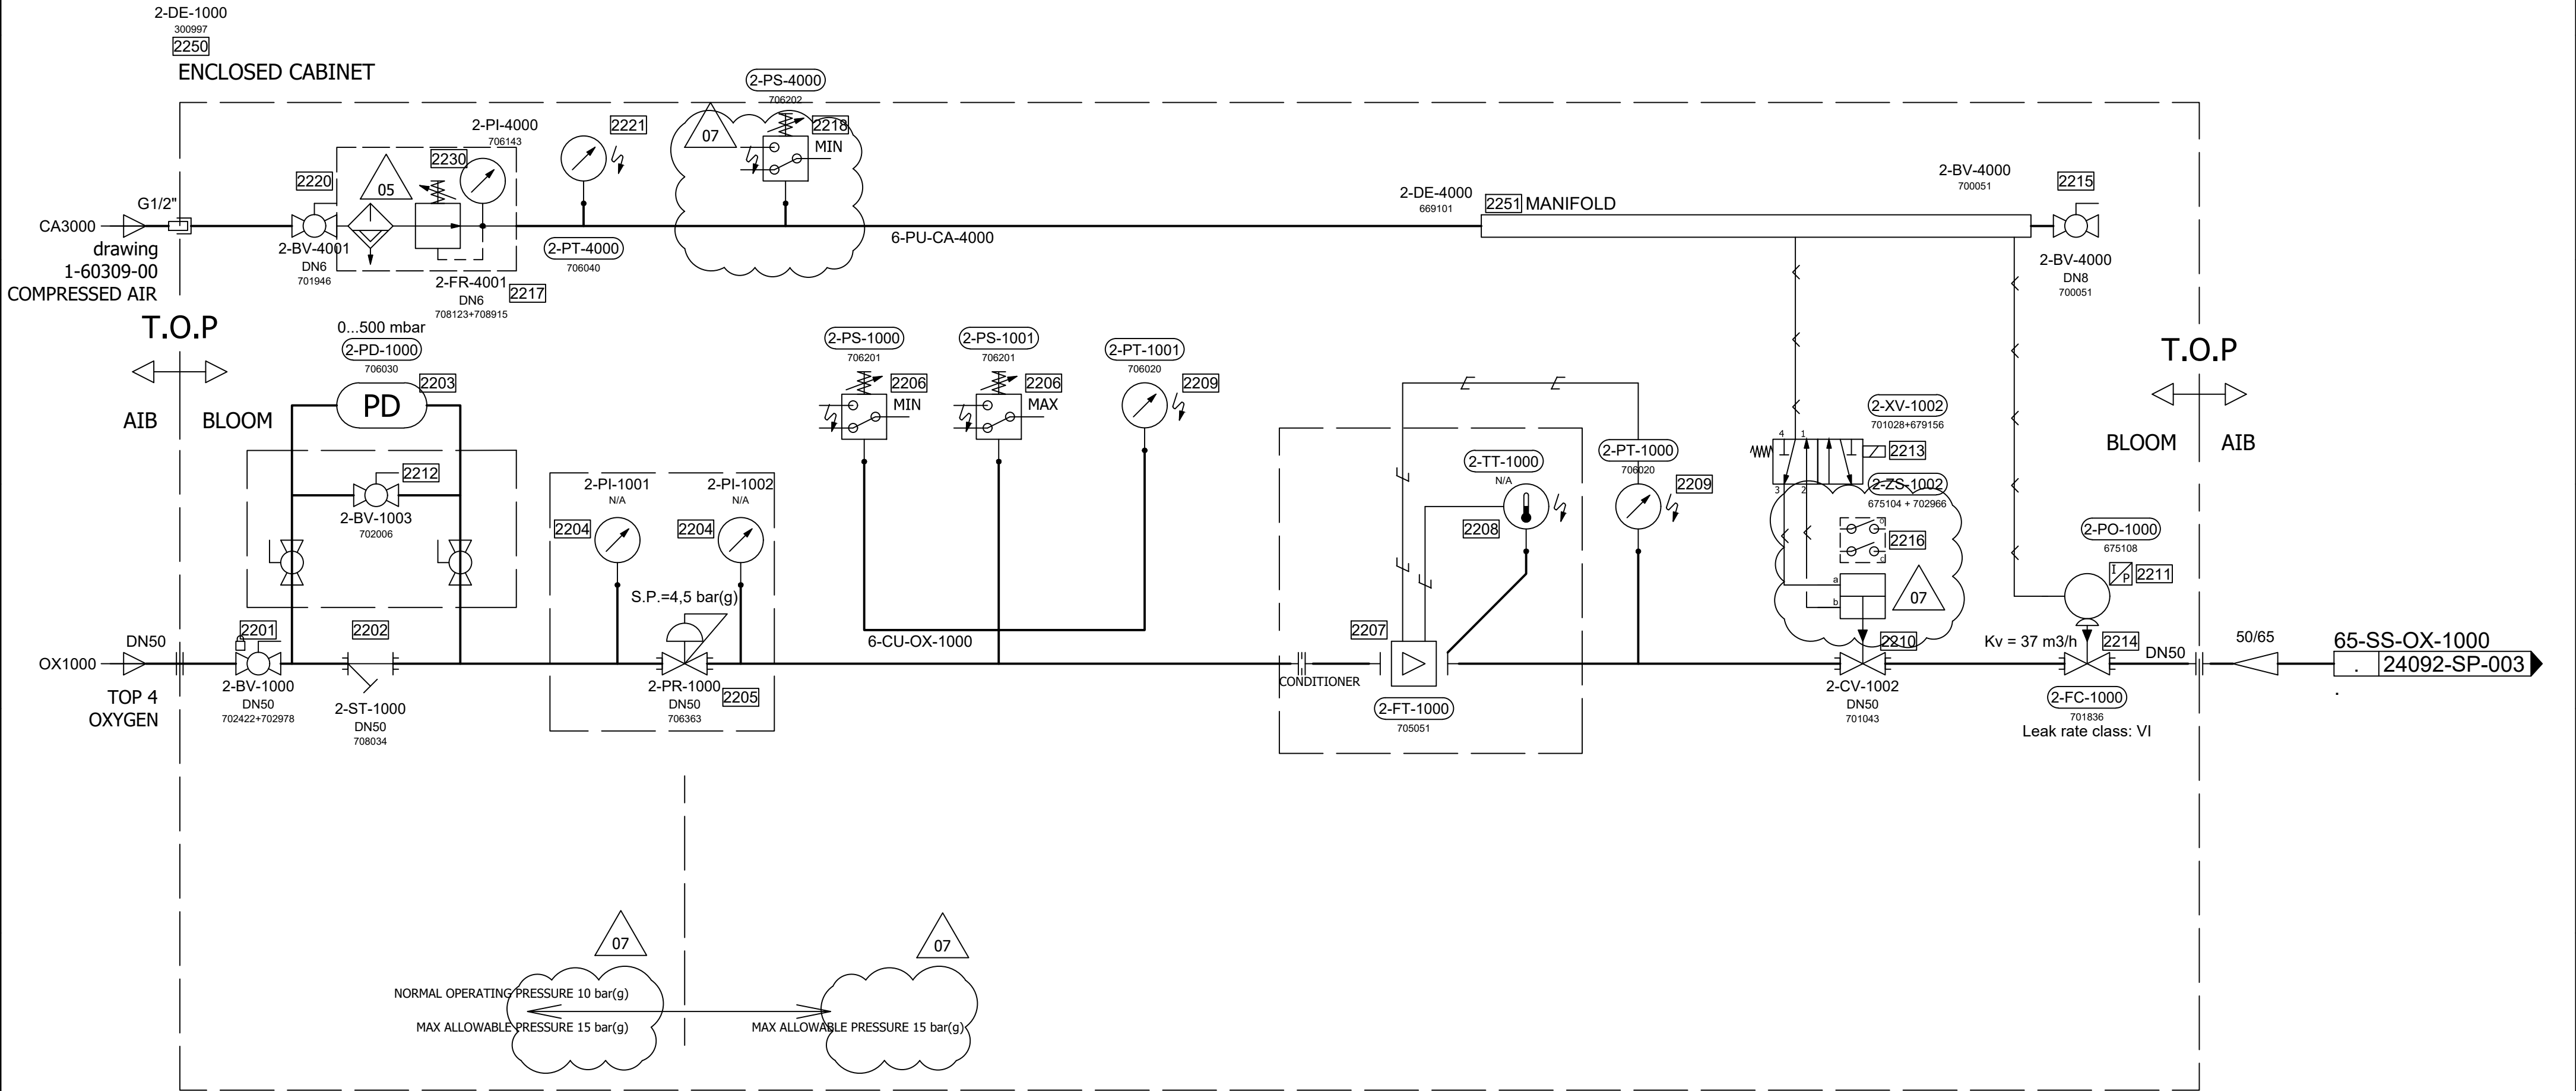 2-DE-1000
300997
2250
ENCLOSED CABINET
2-PS-4000
706202
2218
MIN
07
2-PI-4000
706143
2221
2230
05
2220
G1/2"
CA3000
drawing
1-60309-00
COMPRESSED AIR
2-BV-4001
DN6
701946
2-FR-4001
2217
DN6
708123+708915
2-PT-4000
706040
6-PU-CA-4000
2-DE-4000
669101
2251
MANIFOLD
2-BV-4000
700051
2215
2-BV-4000
DN8
700051
T.O.P
AIB
BLOOM
0...500 mbar
2-PD-1000
706030
2203
PD
2212
2-BV-1003
702006
2-PS-1000
706201
2206
MIN
2-PS-1001
706201
2206
MAX
2-PT-1001
706020
2209
2-PI-1001
N/A
2204
2-PI-1002
N/A
2204
S.P.=4,5 bar(g)
6-CU-OX-1000
2-TT-1000
N/A
2208
2-PT-1000
706020
2209
2-XV-1002
701028+679156
4
1
2213
3
2
2-ZS-1002
675104 + 702966
o
c
2216
a
b
07
T.O.P
BLOOM
AIB
2-PO-1000
675108
I
P
2211
DN50
OX1000
TOP 4
OXYGEN
2201
2-BV-1000
DN50
702422+702978
2202
2-ST-1000
DN50
708034
2-PR-1000
2205
DN50
706363
CONDITIONER
2207
2-FT-1000
705051
2210
2-CV-1002
DN50
701043
Kv = 37 m3/h
2214
2-FC-1000
701836
Leak rate class: VI
DN50
50/65
65-SS-OX-1000
.
24092-SP-003
.
07
07
NORMAL OPERATING PRESSURE 10 bar(g)
MAX ALLOWABLE PRESSURE 15 bar(g)
MAX ALLOWABLE PRESSURE 15 bar(g)